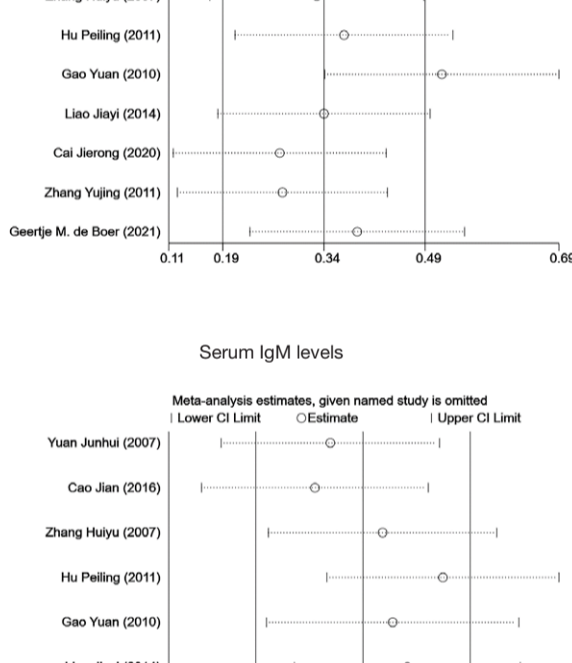 Hu Peiling (2011)
Gao Yuan (2010)
Liao Jiayi (2014)
Cai Jierong (2020)
Zhang Yujing (2011)
Geertje M. de Boer (2021)
0.11 0.19 0.34 0.49 0.69
Serum IgM levels
Meta-analysis estimates, given named study is omitted
| Lower CI Limit ○Estimate | Upper CI Limit
Yuan Junhui (2007)
Cao Jian (2016)
Zhang Huiyu (2007)
Hu Peiling (2011)
Gao Yuan (2010)